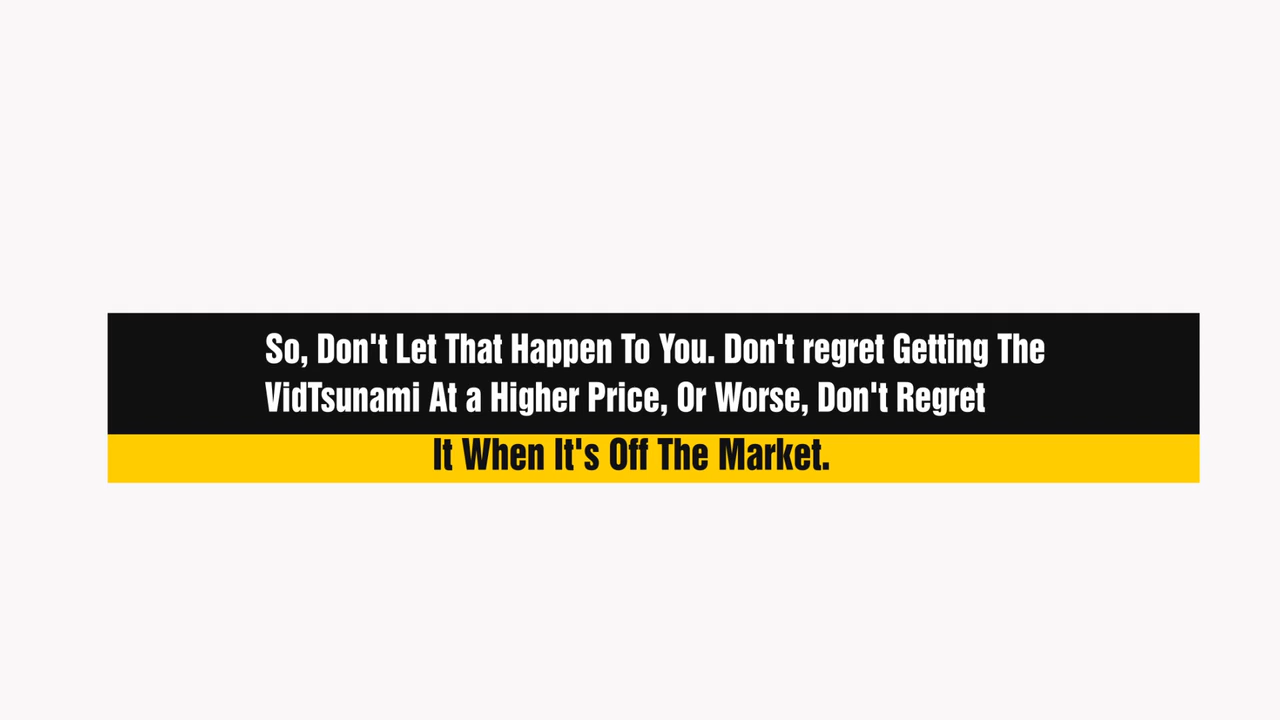 So, Don't Let That Happen To You. Don't regret Getting The
VidTsunami At a Higher Price, Or Worse, Don't Regret
It When It's Off The Market.